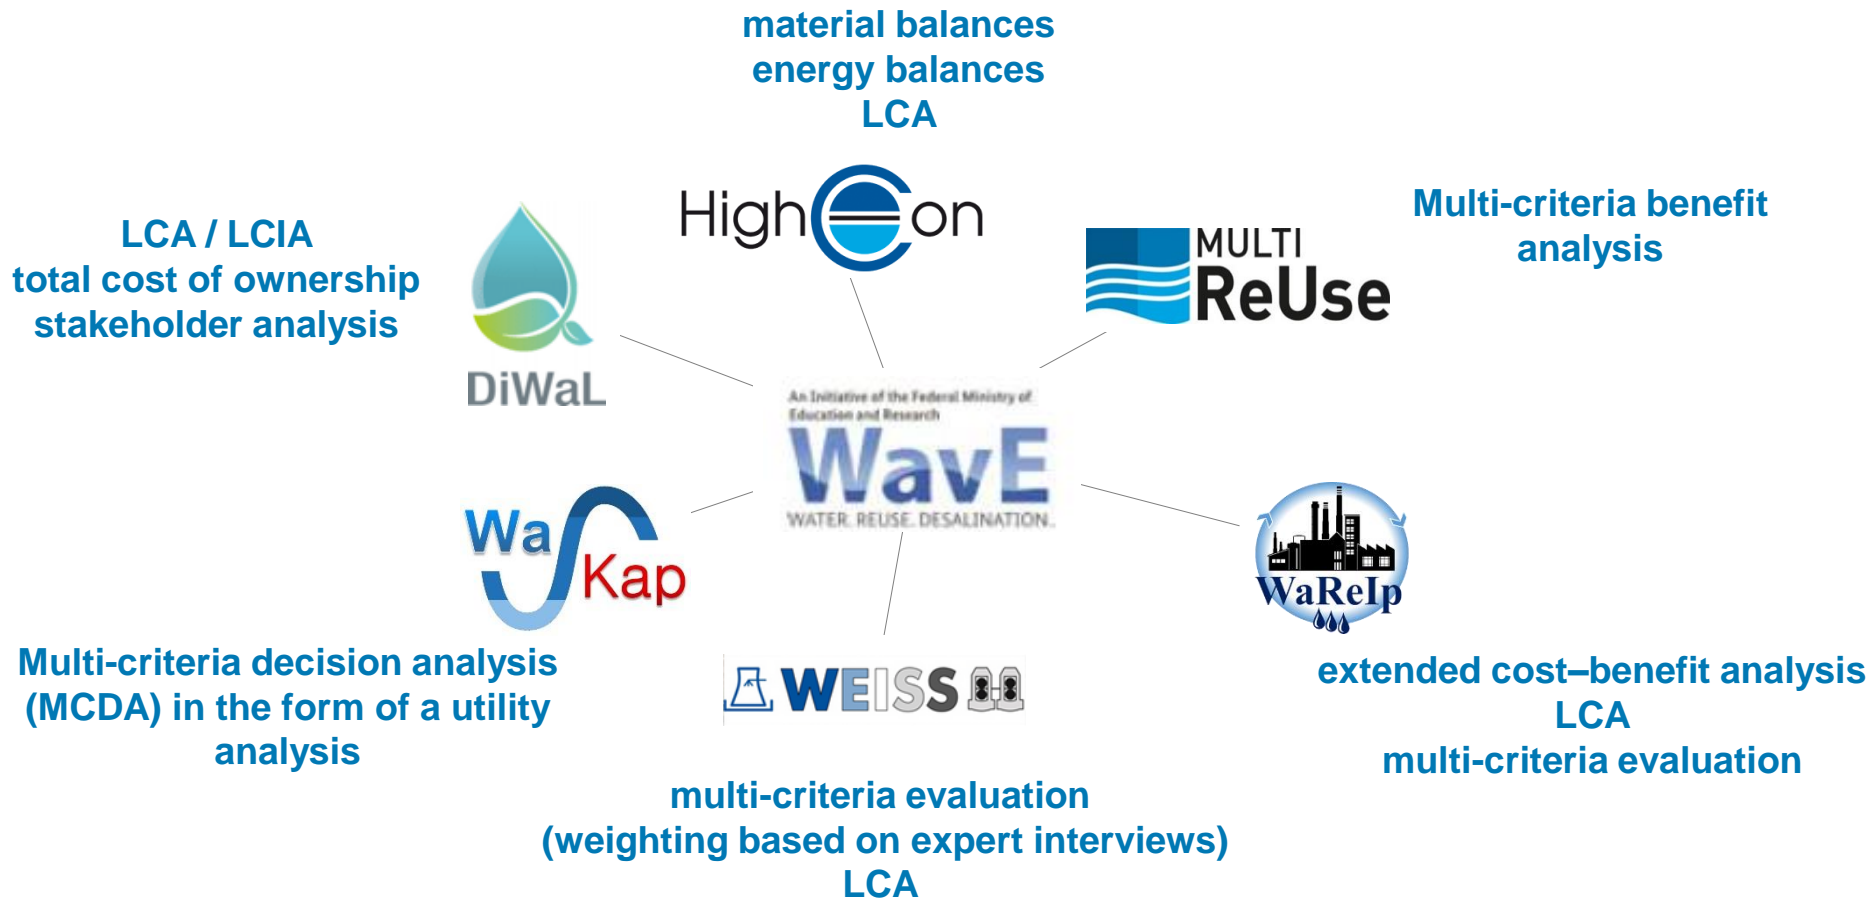 material balances
energy balances
LCA
HighCon
LCA / LCIA
total cost of ownership
stakeholder analysis
DiWaL
Multi-criteria benefit
analysis
MULTI
ReUse
An Initiative of the Federal Ministry of
Education and Research
WavE
WATER. REUSE. DESALINATION.
Wa
Kap
Multi-criteria decision analysis
(MCDA) in the form of a utility
analysis
WaReIp
extended cost–benefit analysis
LCA
multi-criteria evaluation
WEISS
multi-criteria evaluation
(weighting based on expert interviews)
LCA